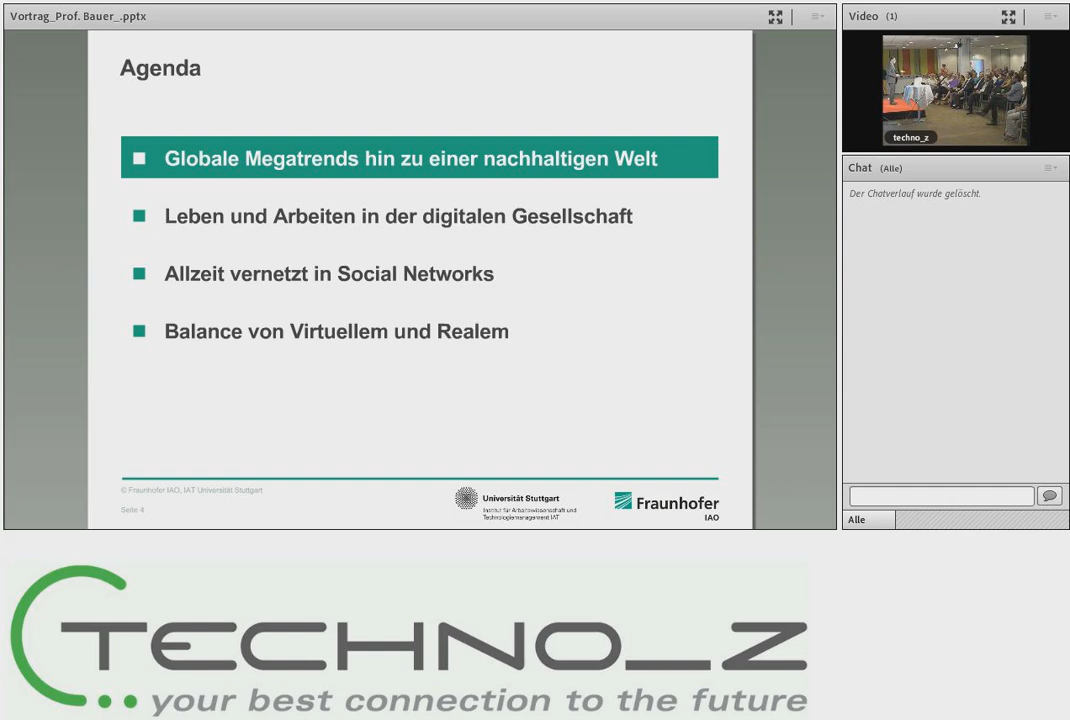 Vortrag_Prof. Bauer_.pptx
Agenda
Globale Megatrends hin zu einer nachhaltigen Welt
Leben und Arbeiten in der digitalen Gesellschaft
Allzeit vernetzt in Social Networks
Balance von Virtuellem und Realem
© Fraunhofer IAO, IAT Universität Stuttgart
Seite 4
Universität Stuttgart
Institut für Arbeitswissenschaft und
Technologiemanagement IAT
Fraunhofer
IAO
Video (1)
techno_z
Chat (Alle)
Der Chatverlauf wurde gelöscht.
Alle
TECHNO_Z
your best connection to the future